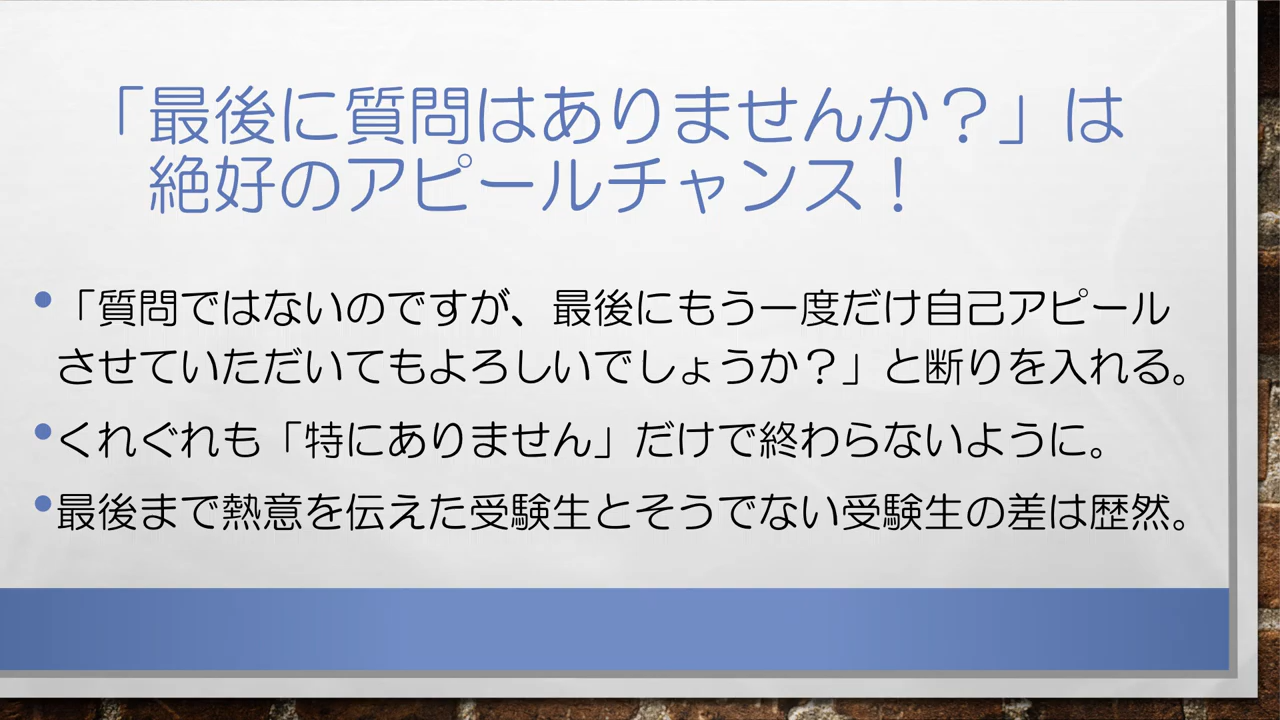 「最後に質問はありませんか？」は
絶好のアピールチャンス！
•「質問ではないのですが、最後にもう一度だけ自己アピール
させていただいてもよろしいでしょうか？」と断りを入れる。
•くれぐれも「特にありません」だけで終わらないように。
•最後まで熱意を伝えた受験生とそうでない受験生の差は歴然。